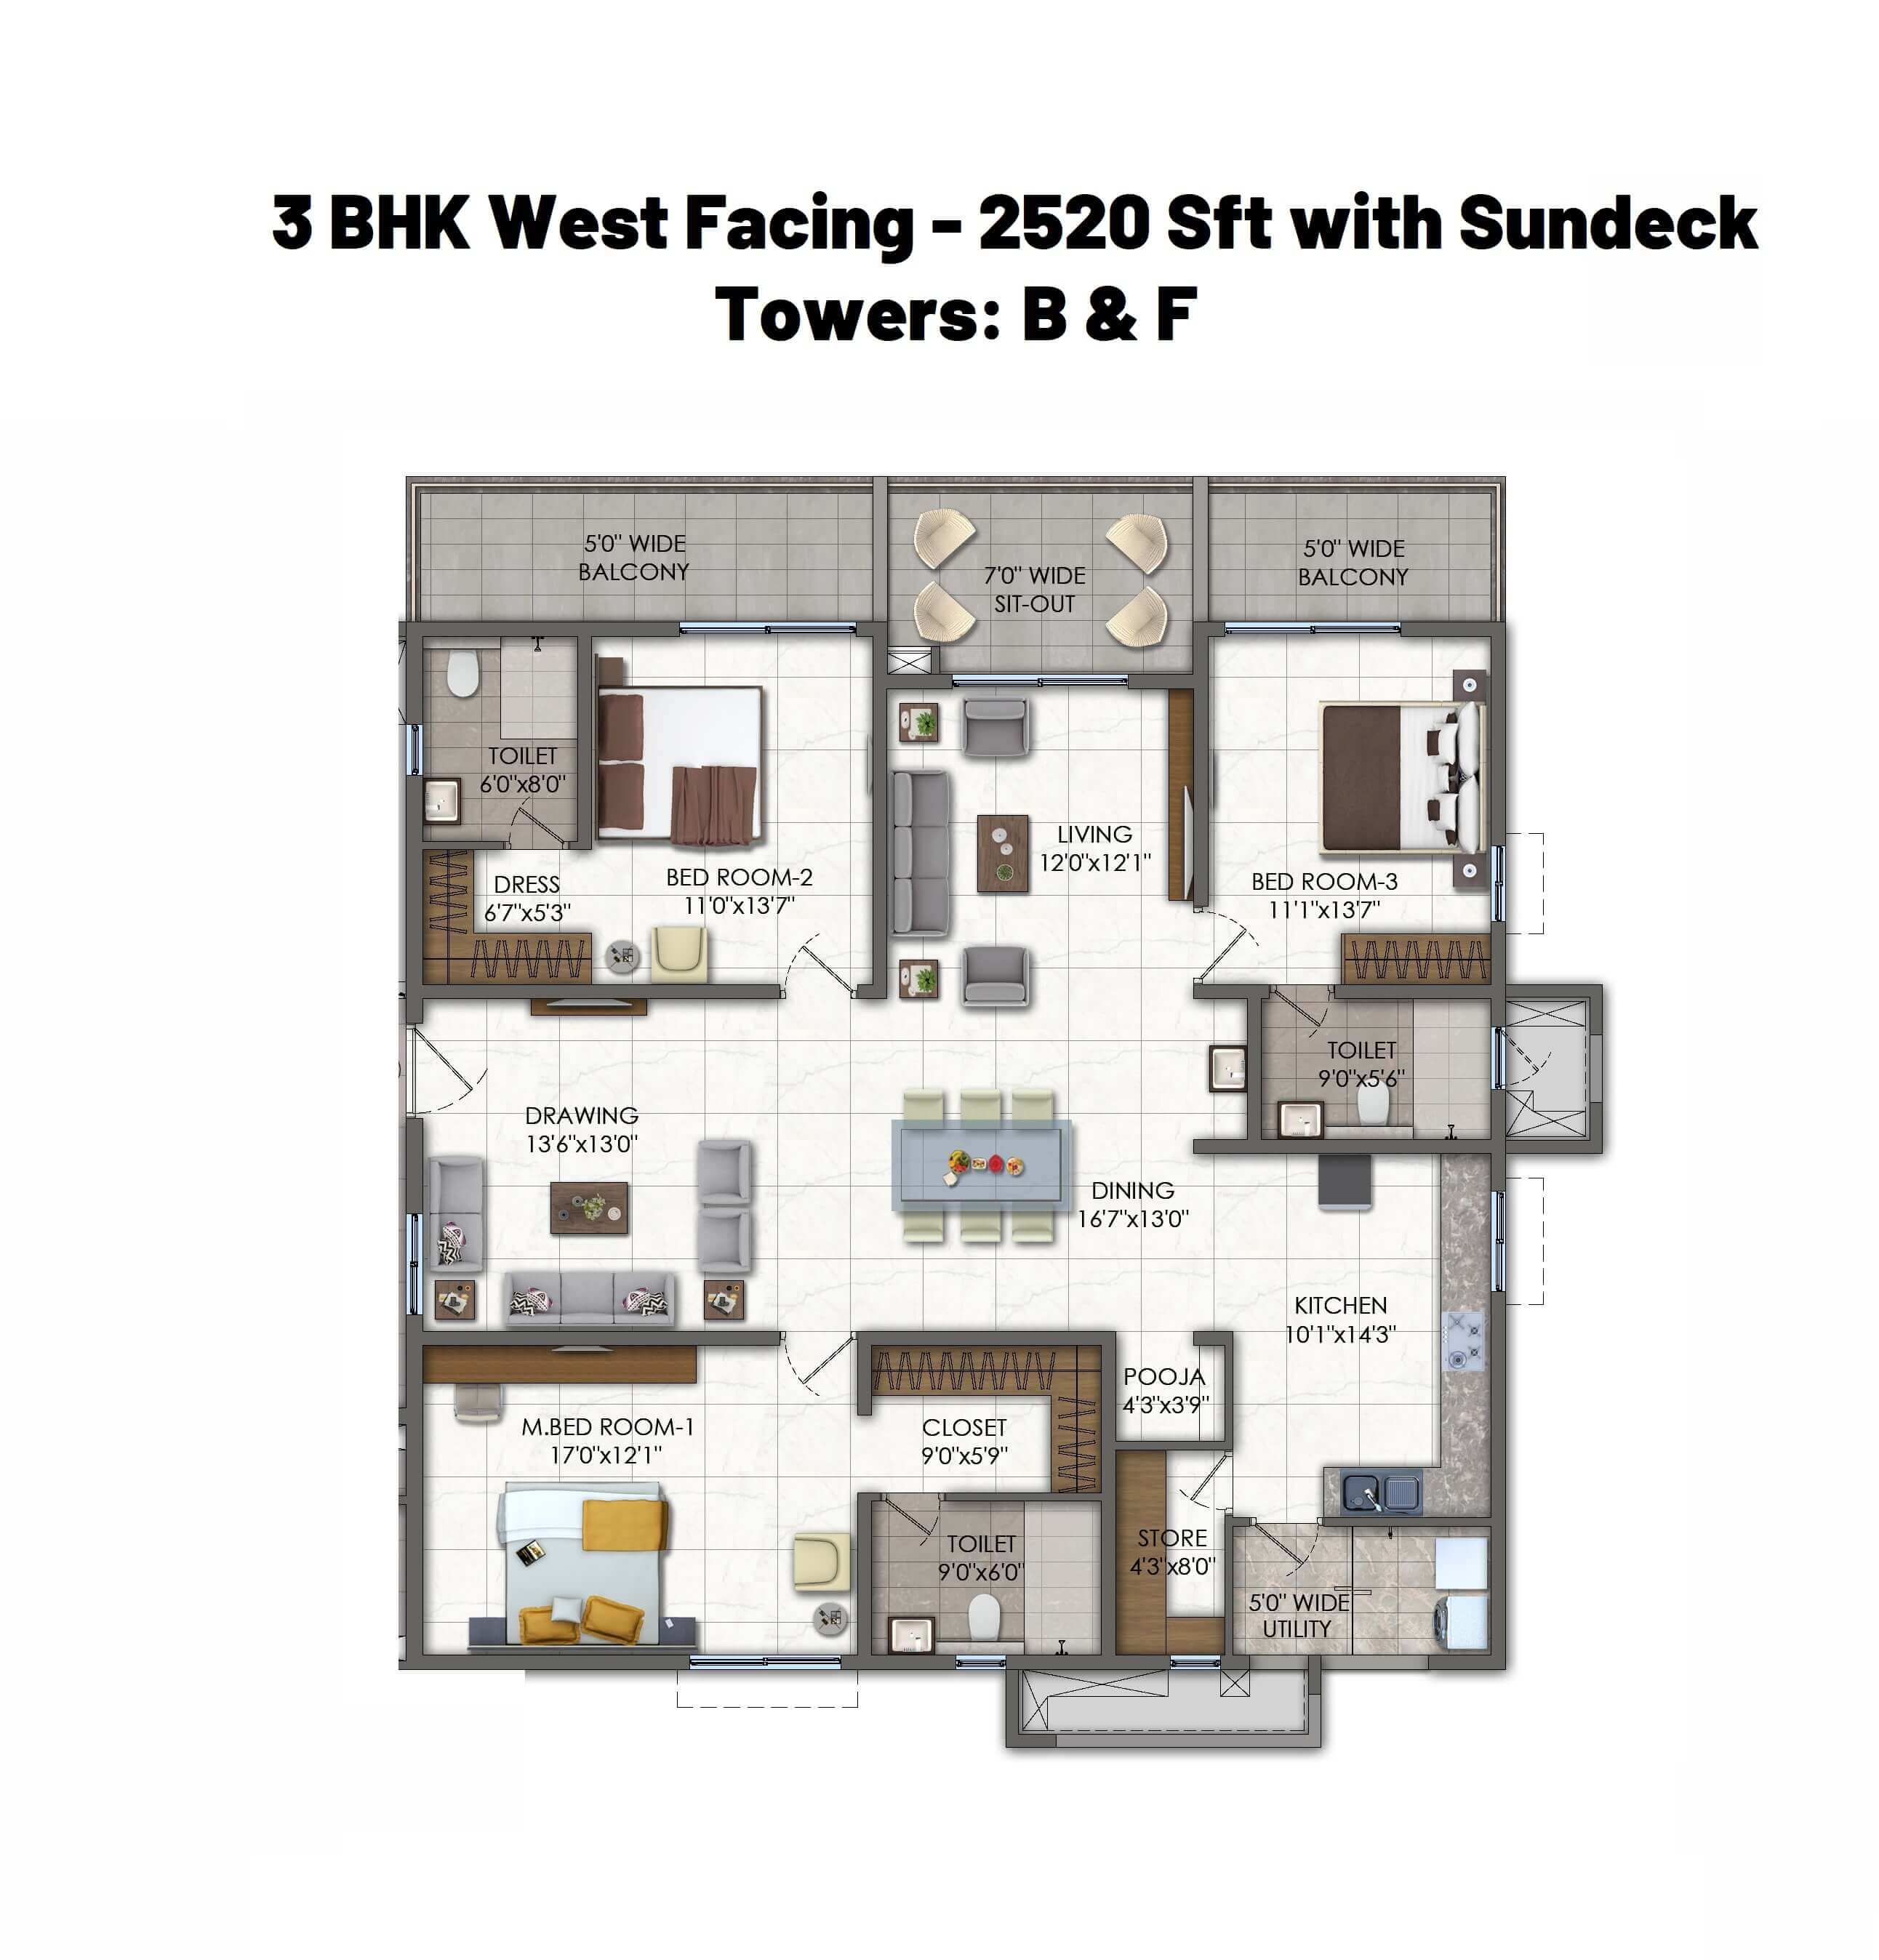 3 BHK West Facing - 2520 Sft with Sundeck
Towers: B & F
5'0" WIDE
BALCONY
7'0" WIDE
SIT-OUT
5'0" WIDE
BALCONY
TOILET
6'0"x8'0"
DRESS
6'7"x5'3"
BED ROOM-2
11'0"x13'7"
LIVING
12'0"x12'1"
BED ROOM-3
11'1"x13'7"
TOILET
9'0"x5'6"
DRAWING
13'6"x13'0"
DINING
16'7"x13'0"
KITCHEN
10'1"x14'3"
POOJA
4'3"x3'9"
M.BED ROOM-1
17'0"x12'1"
CLOSET
9'0"x5'9"
TOILET
9'0"x6'0"
STORE
4'3"x8'0"
5'0" WIDE
UTILITY